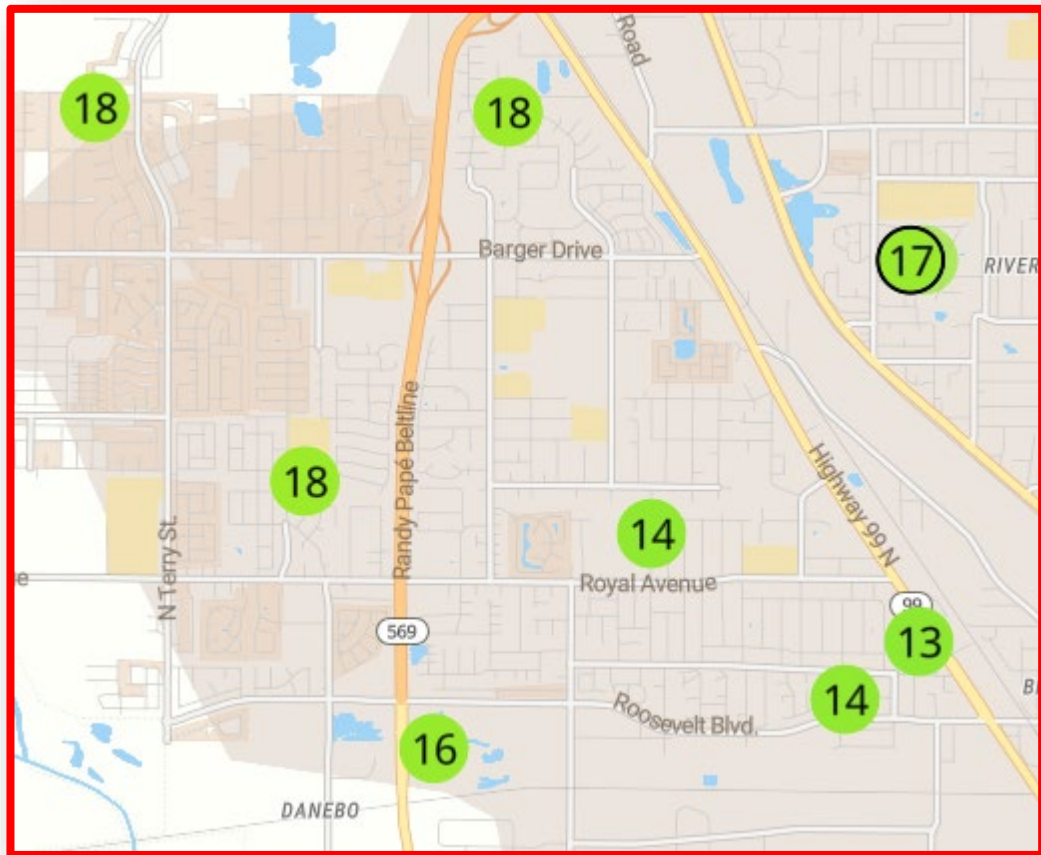 Road
18
18
Barger Drive
17
RIVER
Randy Papé Beltline
Highway 99 N
18
14
N Terry St.
e
Royal Avenue
99
569
13
14
B
Roosevelt Blvd.
16
DANEBO